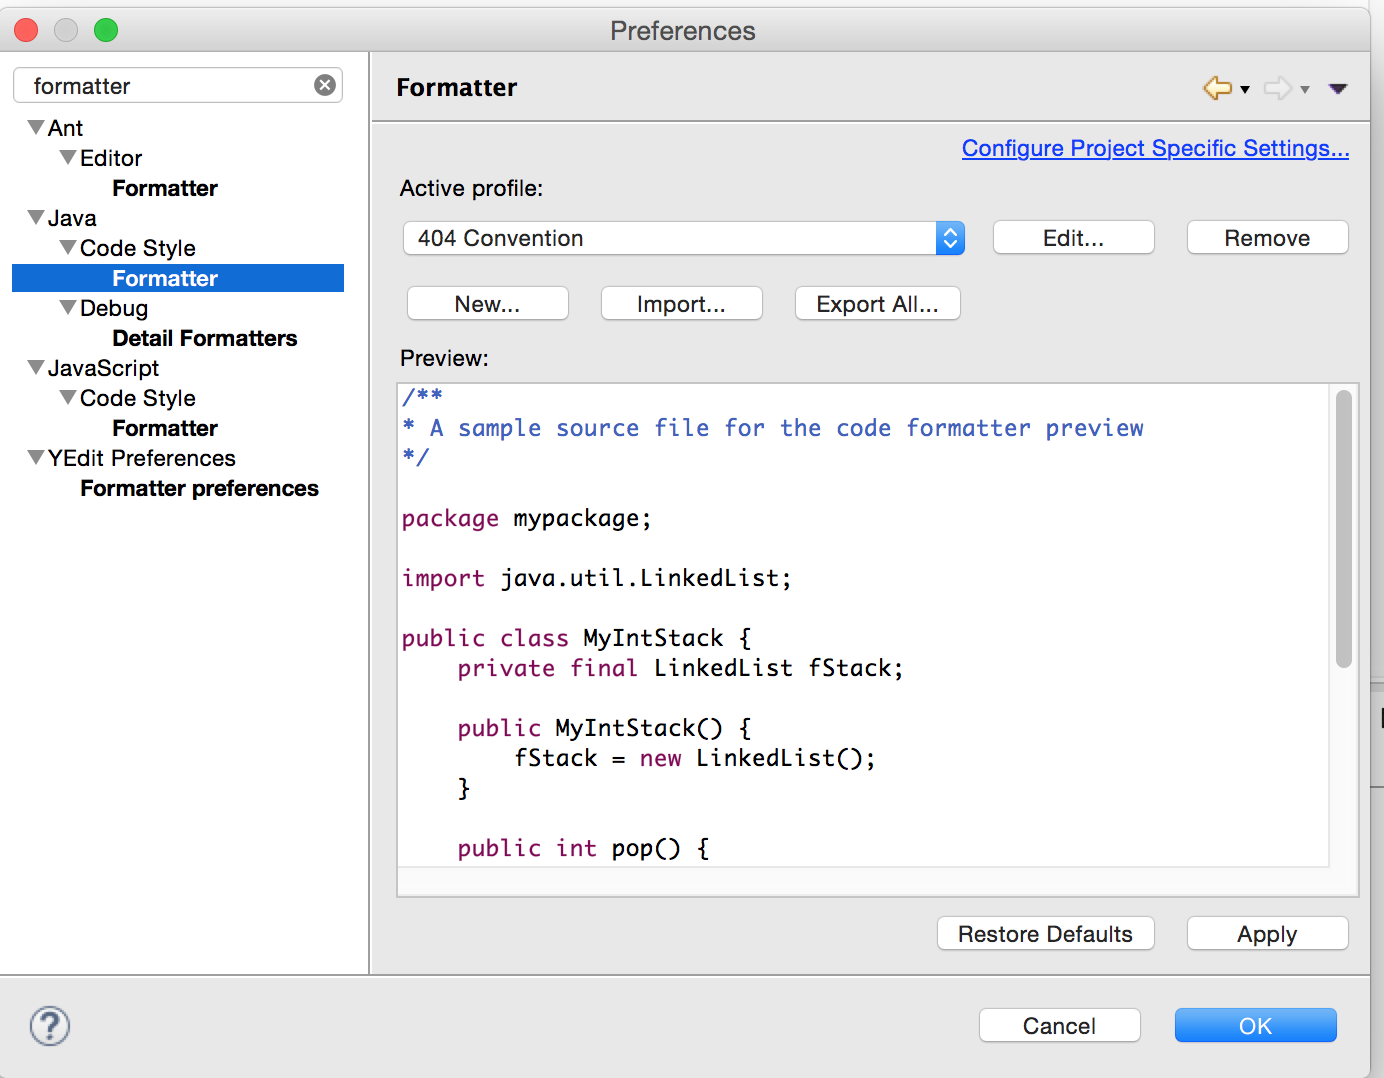 Preferences
formatter
Ant
Editor
Formatter
Java
Code Style
Formatter
Debug
Detail Formatters
JavaScript
Code Style
Formatter
YEdit Preferences
Formatter preferences
Formatter
Configure Project Specific Settings...
Active profile:
404 Convention
Edit...
Remove
New...
Import...
Export All...
Preview:
/**
* A sample source file for the code formatter preview
*/
package mypackage;
import java.util.LinkedList;
public class MyIntStack {
private final LinkedList fStack;
public MyIntStack() {
fStack = new LinkedList();
}
public int pop() {
Restore Defaults
Apply
?
Cancel
OK